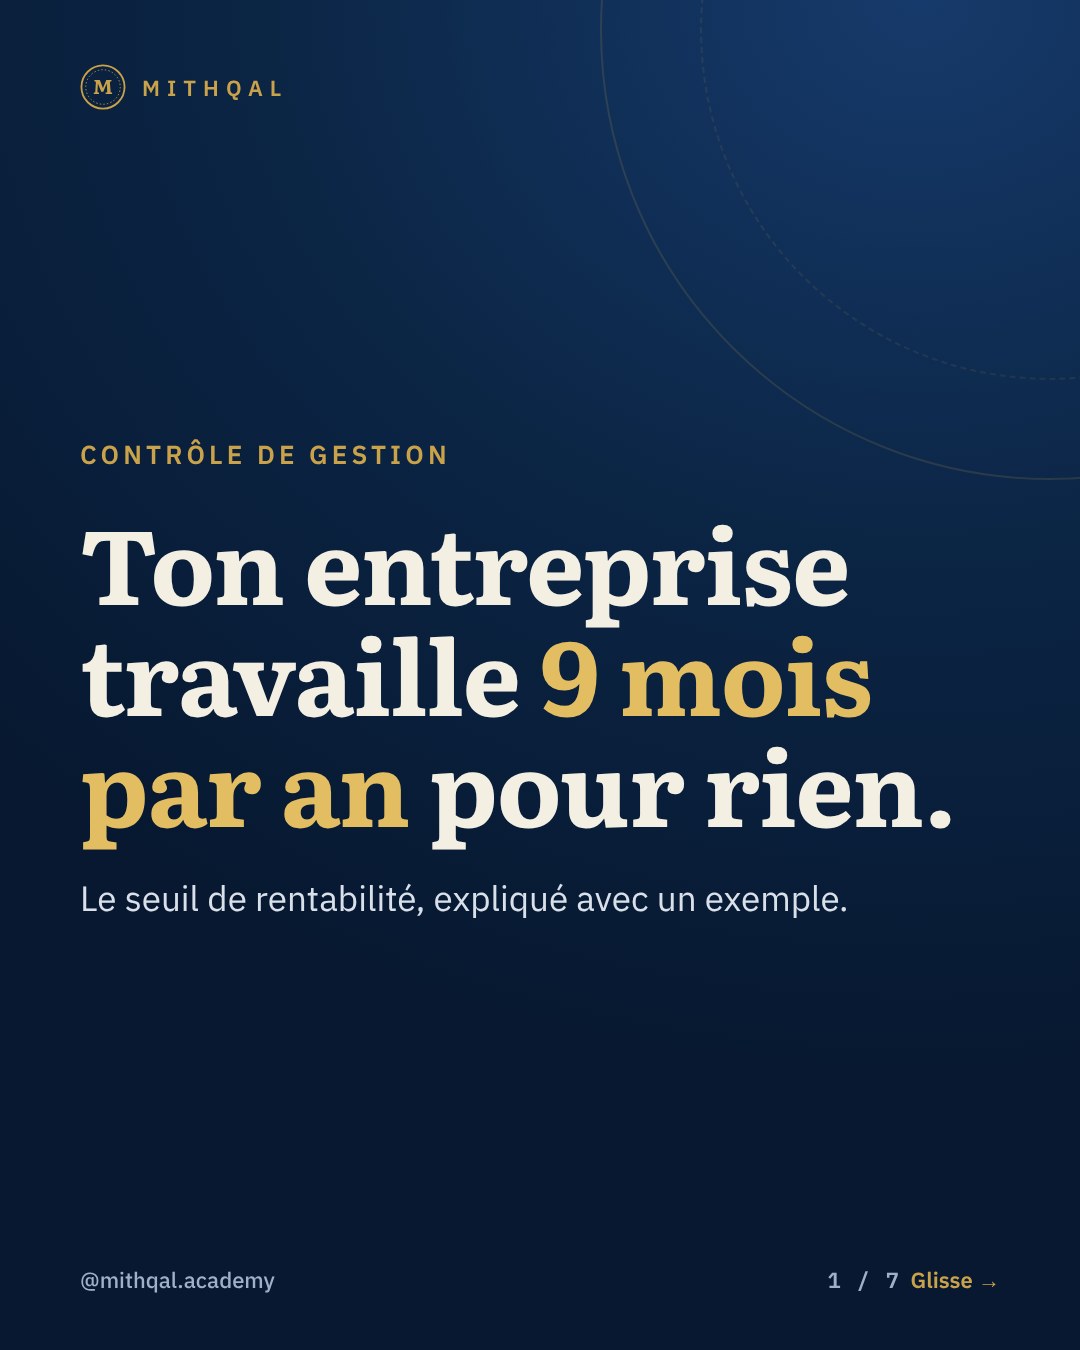 M MITHQAL
CONTRÔLE DE GESTION
Ton entreprise
travaille 9 mois
par an pour rien.
Le seuil de rentabilité, expliqué avec un exemple.
@mithqal.academy
1 / 7 Glisse →